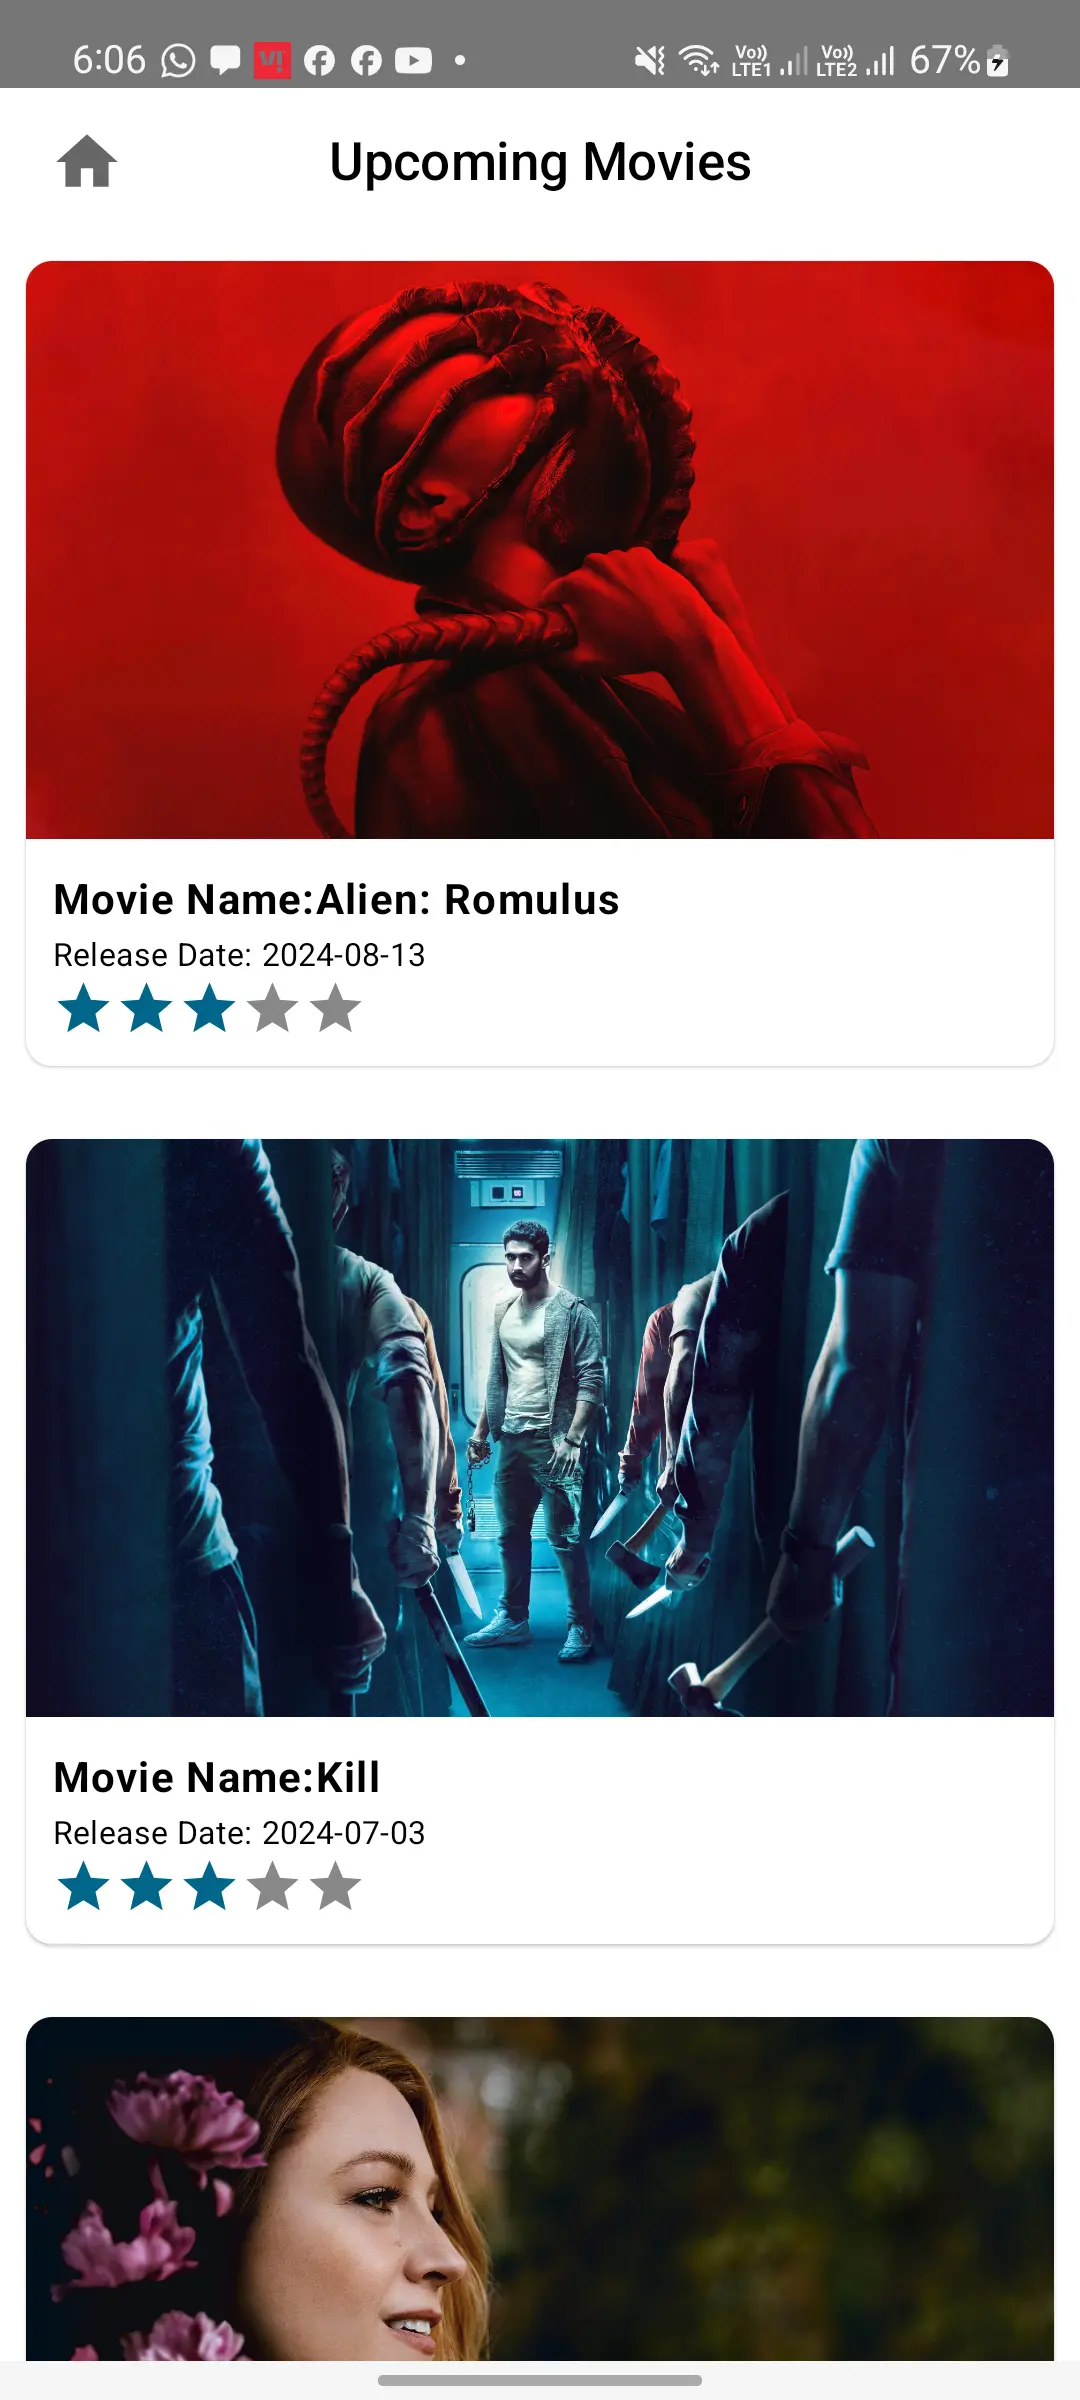 6:06 Vo)) LTE1 Vo)) LTE2 67%
Upcoming Movies
Movie Name:Alien: Romulus
Release Date: 2024-08-13
Movie Name:Kill
Release Date: 2024-07-03